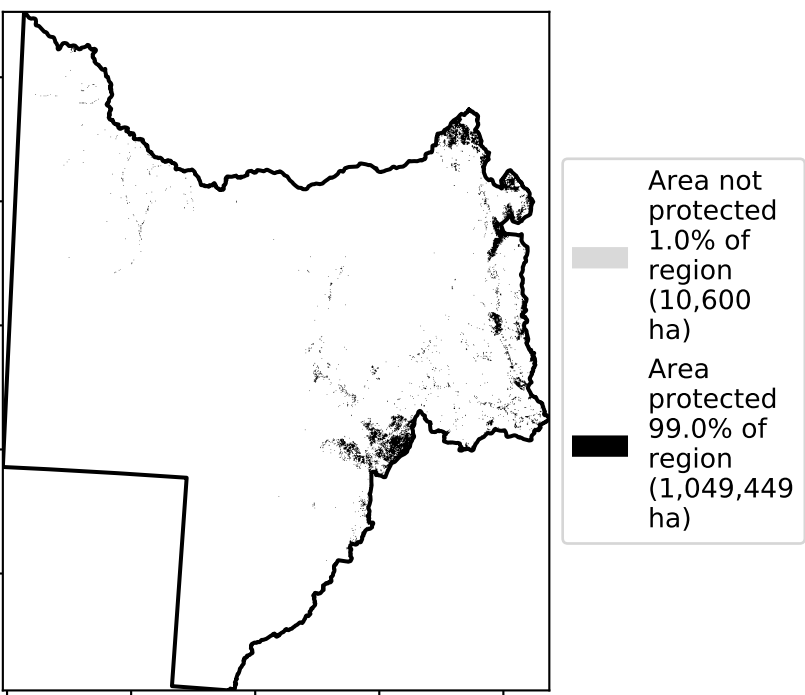 Area not
protected
1.0% of
region
(10,600
ha)
Area
protected
99.0% of
region
(1,049,449
ha)